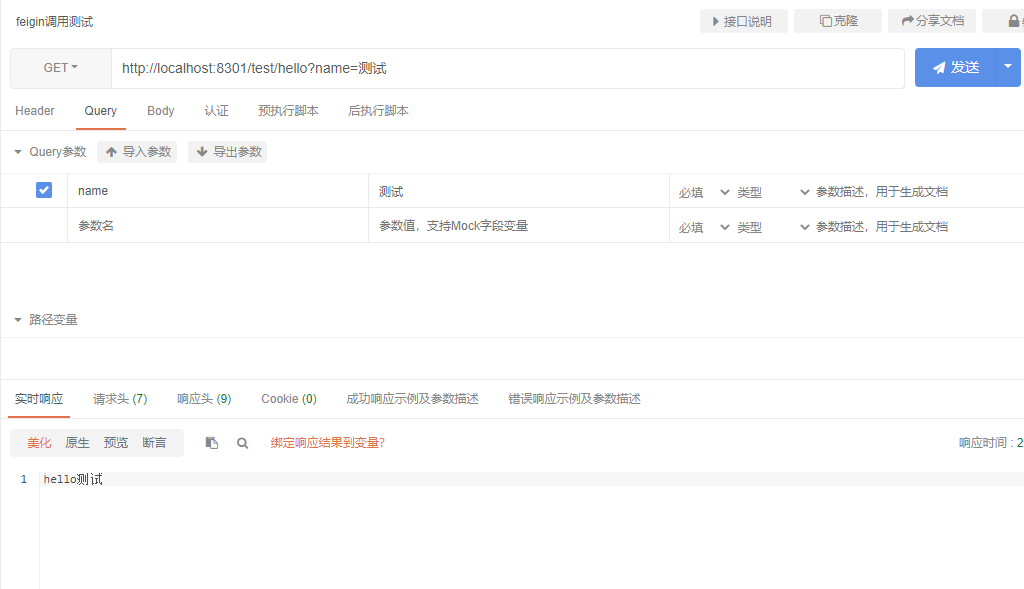 feigin调用测试 接口说明 克隆 分享文档
GET http://localhost:8301/test/hello?name=测试 发送
Header Query Body 认证 预执行脚本 后执行脚本
Query参数 导入参数 导出参数
name 测试 必填 类型 参数描述，用于生成文档
参数名 参数值，支持Mock字段变量 必填 类型 参数描述，用于生成文档
路径变量
实时响应 请求头 (7) 响应头 (9) Cookie (0) 成功响应示例及参数描述 错误响应示例及参数描述
美化 原生 预览 断言 绑定响应结果到变量? 响应时间 : 2
1 hello测试